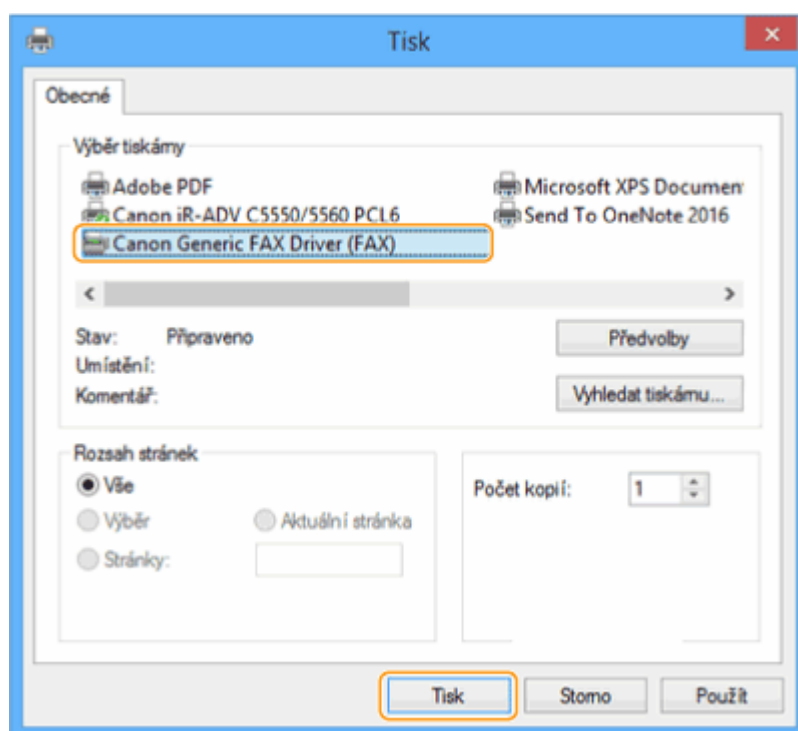 Tisk
Obecné
Výběr tiskárny
Adobe PDF
Microsoft XPS Documen
Canon iR-ADV C5550/5560 PCL6
Send To OneNote 2016
Canon Generic FAX Driver (FAX)
Stav: Připraveno
Předvolby
Umístění:
Komentář:
Vyhledat tiskárnu...
Rozsah stránek
Vše
Počet kopií: 1
Výběr
Aktuální stránka
Stránky:
Tisk
Storno
Použít